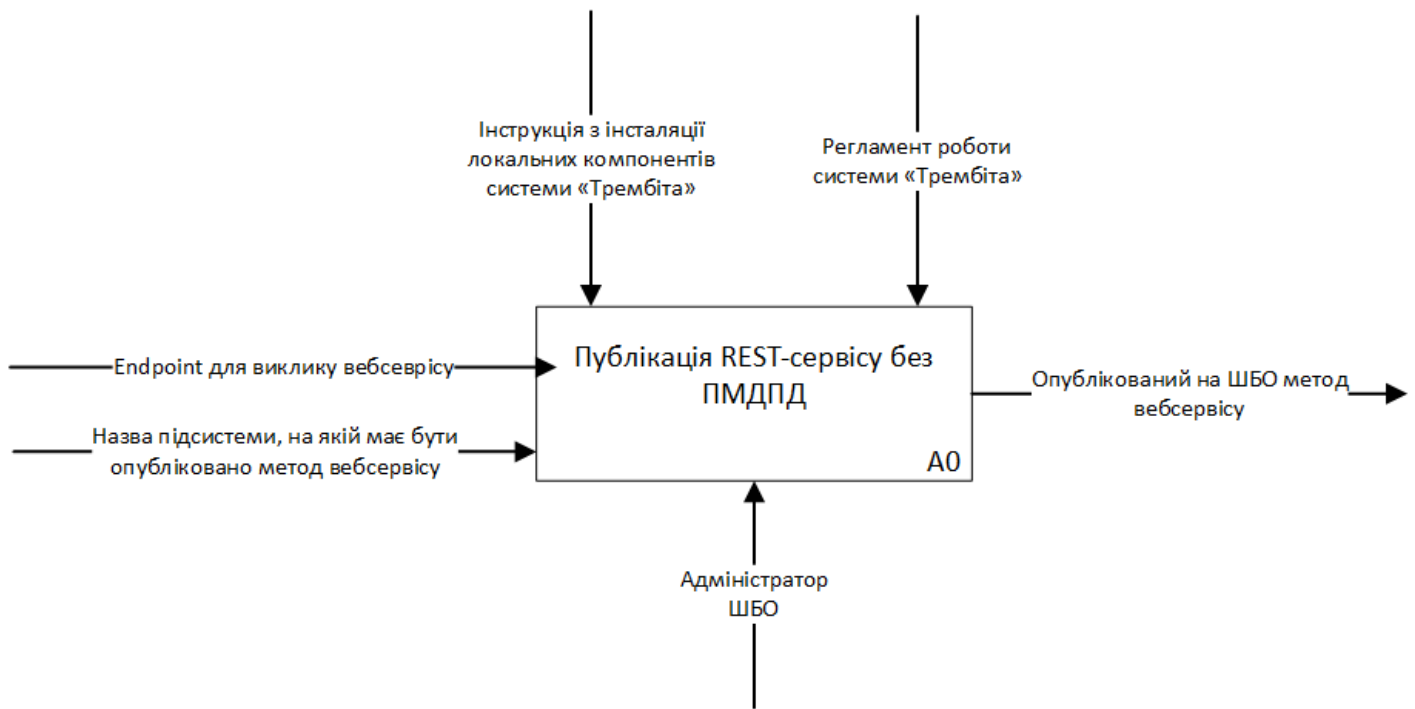 Інструкція з інсталяції
локальних компонентів
системи «Трембіта»
Регламент роботи
системи «Трембіта»
Endpoint для виклику вебсеврісу
Назва підсистеми, на якій має бути
опубліковано метод вебсервісу
Публікація REST-сервісу без
ПМДПД
A0
Опублікований на ШБО метод
вебсервісу
Адміністратор
ШБО